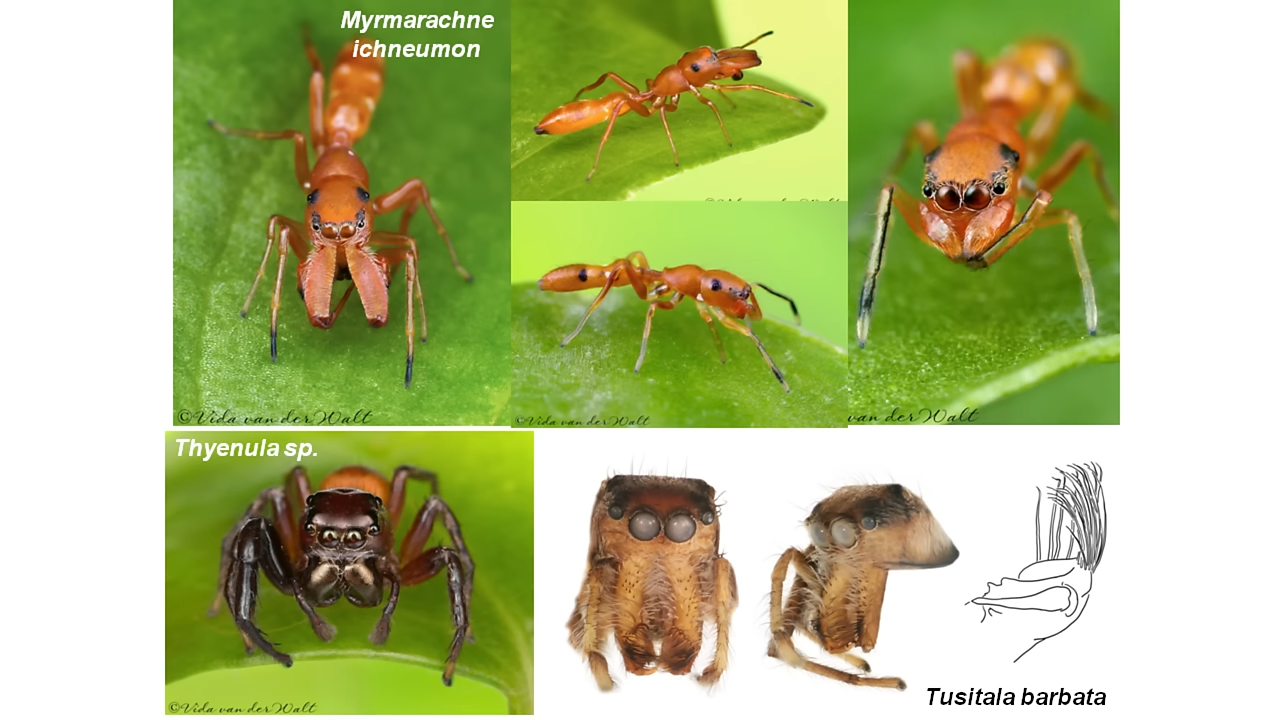 Myrmarachne
ichneumon
©Vida van der Walt
©Vida van der Walt
©Vida van der Walt
van der Walt
Thyenula sp.
©Vida van der Walt
Tusitala barbata